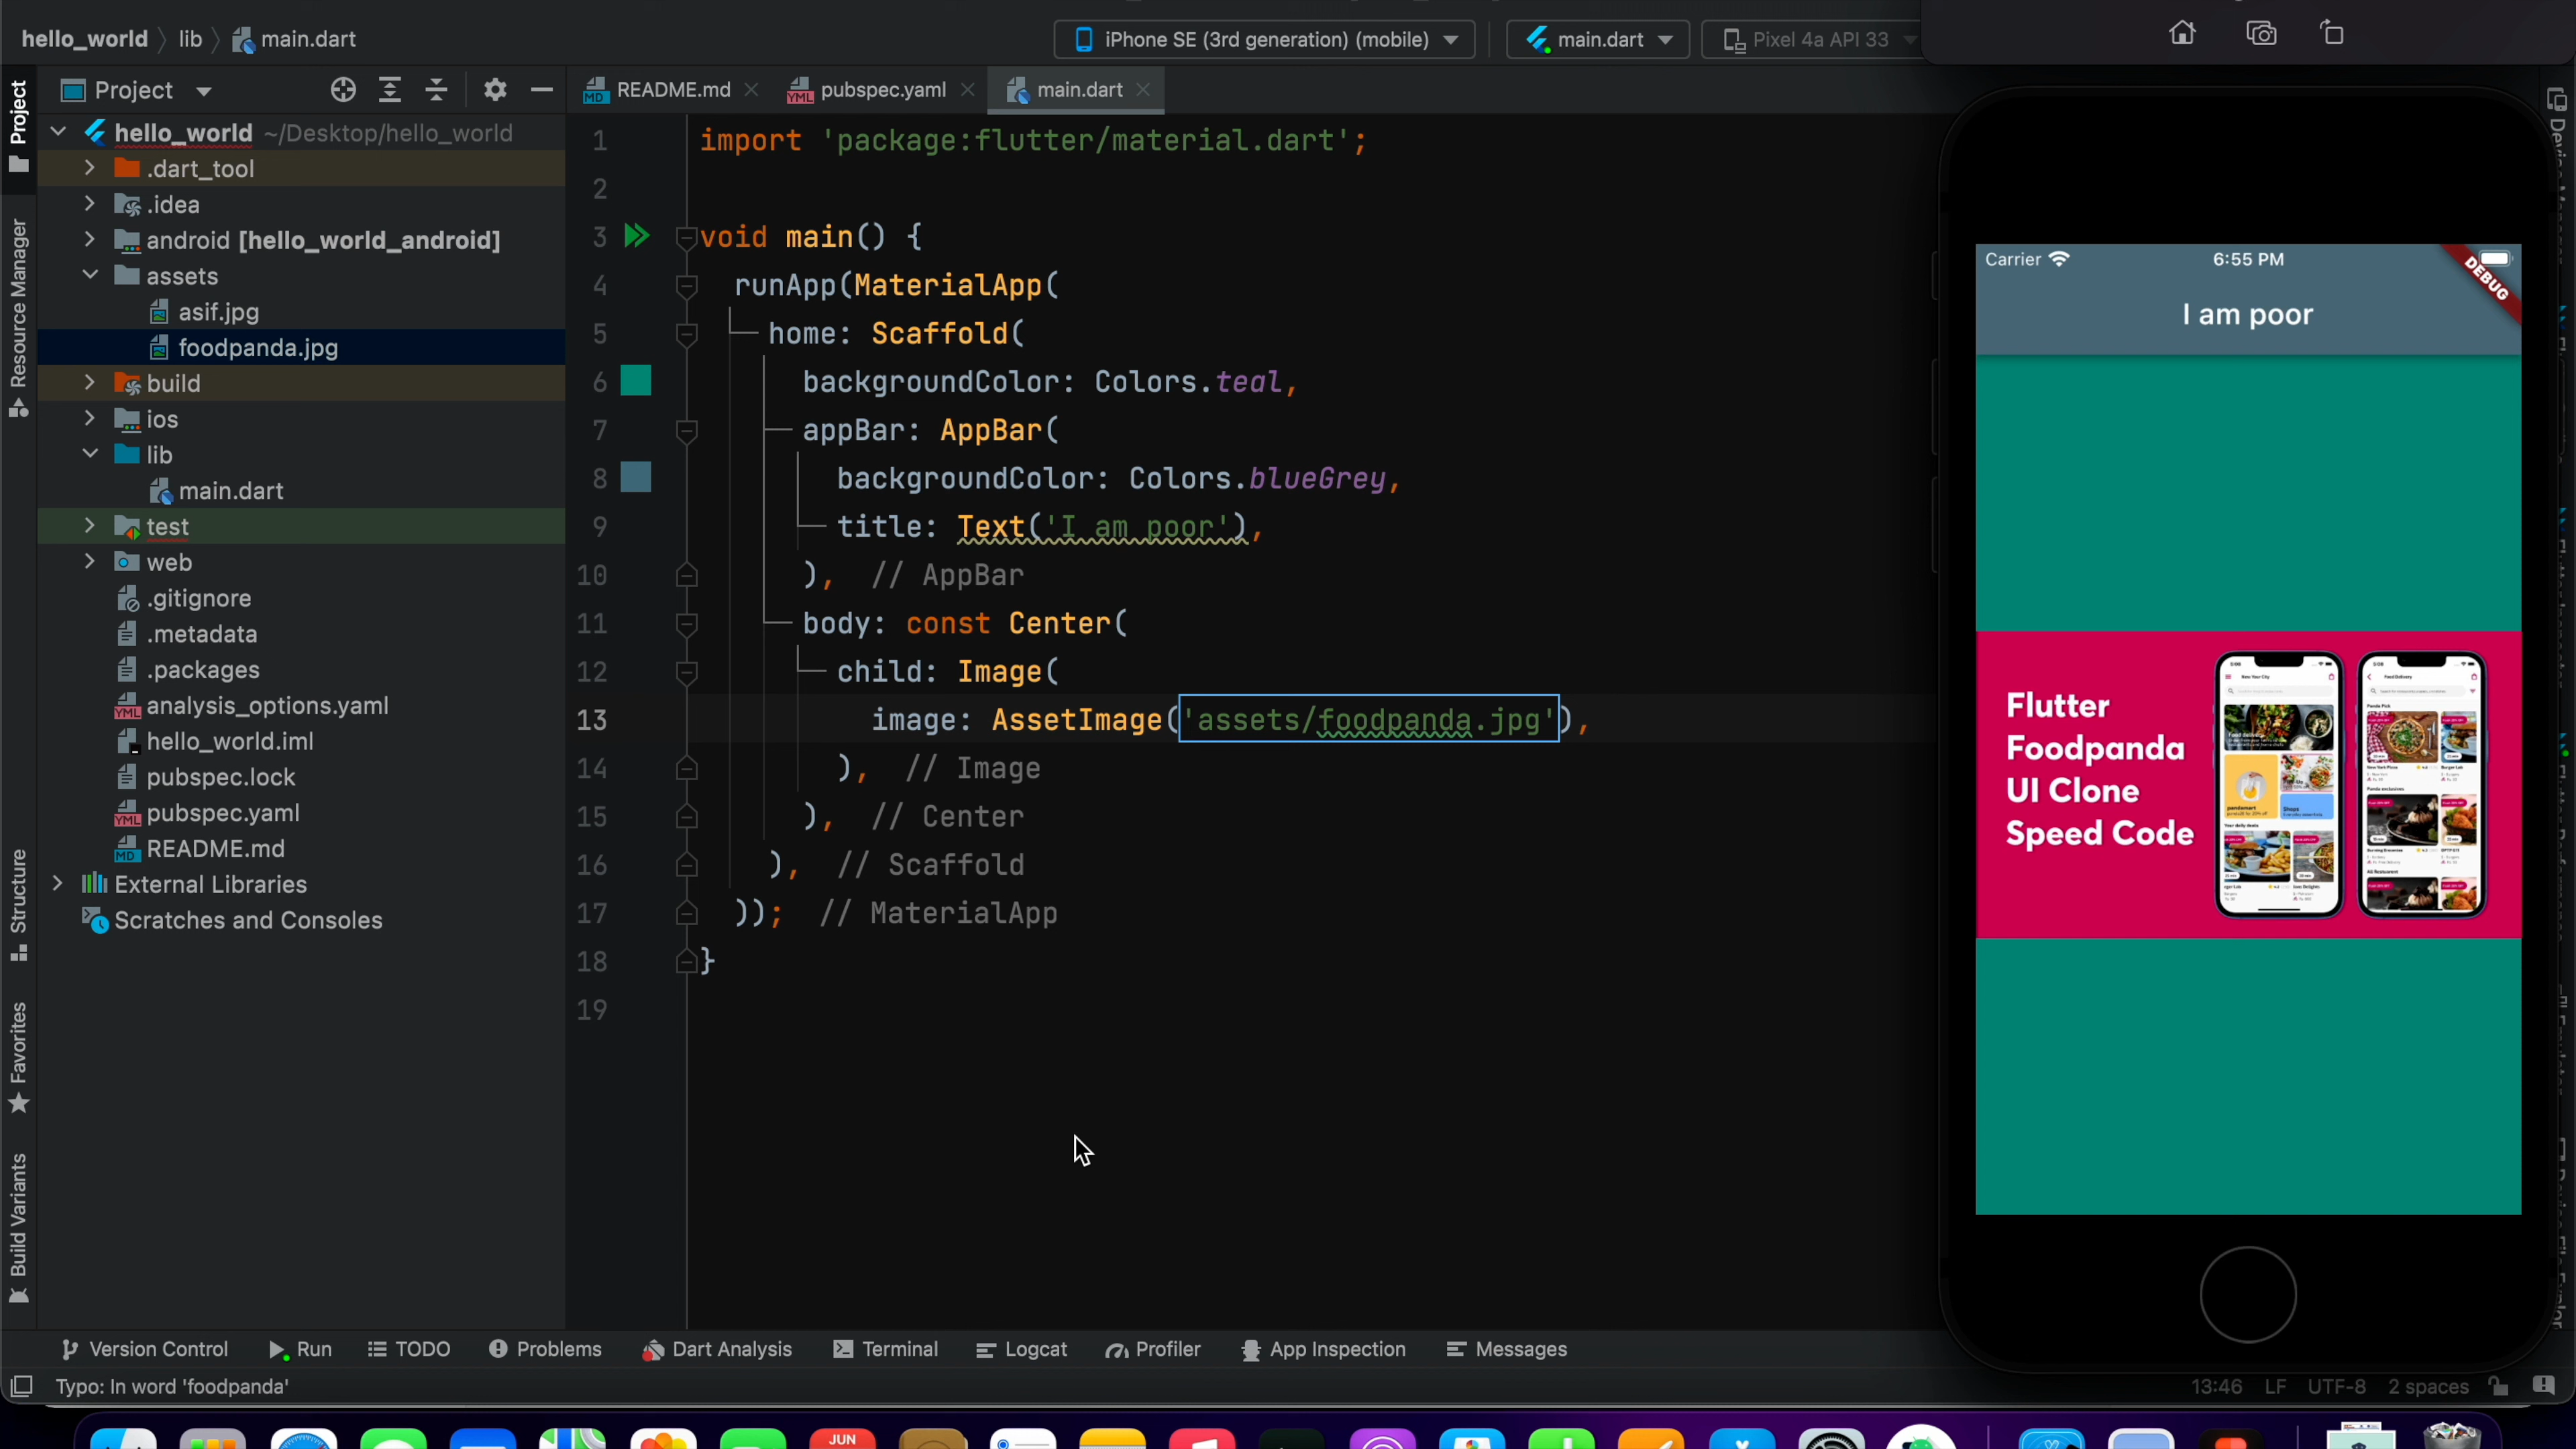 hello_world
lib
main.dart
iPhone SE (3rd generation) (mobile)
main.dart
Pixel 4a API 33
Project
Resource Manager
Structure
Favorites
Build Variants
Project
hello_world ~/Desktop/hello_world
.dart_tool
.idea
android [hello_world_android]
assets
asif.jpg
foodpanda.jpg
build
ios
lib
main.dart
test
web
.gitignore
.metadata
.packages
analysis_options.yaml
hello_world.iml
pubspec.lock
pubspec.yaml
README.md
External Libraries
Scratches and Consoles
README.md
pubspec.yaml
main.dart
1 import 'package:flutter/material.dart';
2
3 void main() {
4 runApp(MaterialApp(
5 home: Scaffold(
6 backgroundColor: Colors.teal,
7 appBar: AppBar(
8 backgroundColor: Colors.blueGrey,
9 title: Text('I am poor'),
10 ), // AppBar
11 body: const Center(
12 child: Image(
13 image: AssetImage('assets/foodpanda.jpg'),
14 ), // Image
15 ), // Center
16 ), // Scaffold
17 )); // MaterialApp
18 }
19
Carrier
6:55 PM
DEBUG
I am poor
Flutter
Foodpanda
UI Clone
Speed Code
Version Control
Run
TODO
Problems
Dart Analysis
Terminal
Logcat
Profiler
App Inspection
Messages
Typo: In word 'foodpanda'
13:46
LF
UTF-8
2 spaces
JUN